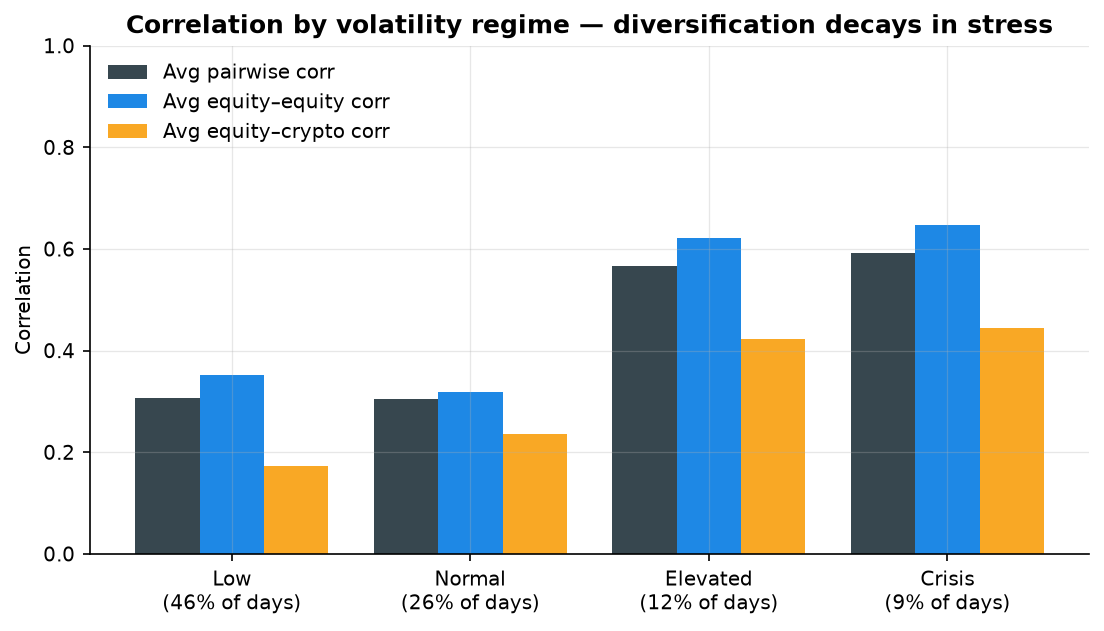 Correlation by volatility regime — diversification decays in stress
Avg pairwise corr
Avg equity–equity corr
Avg equity–crypto corr
Correlation
1.0
0.8
0.6
0.4
0.2
0.0
Low
(46% of days)
Normal
(26% of days)
Elevated
(12% of days)
Crisis
(9% of days)